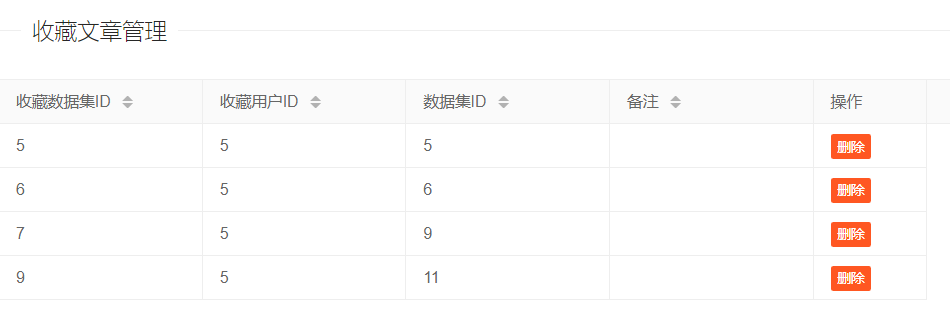 收藏文章管理
收藏数据集ID 收藏用户ID 数据集ID 备注 操作
5 5 5 删除
6 5 6 删除
7 5 9 删除
9 5 11 删除